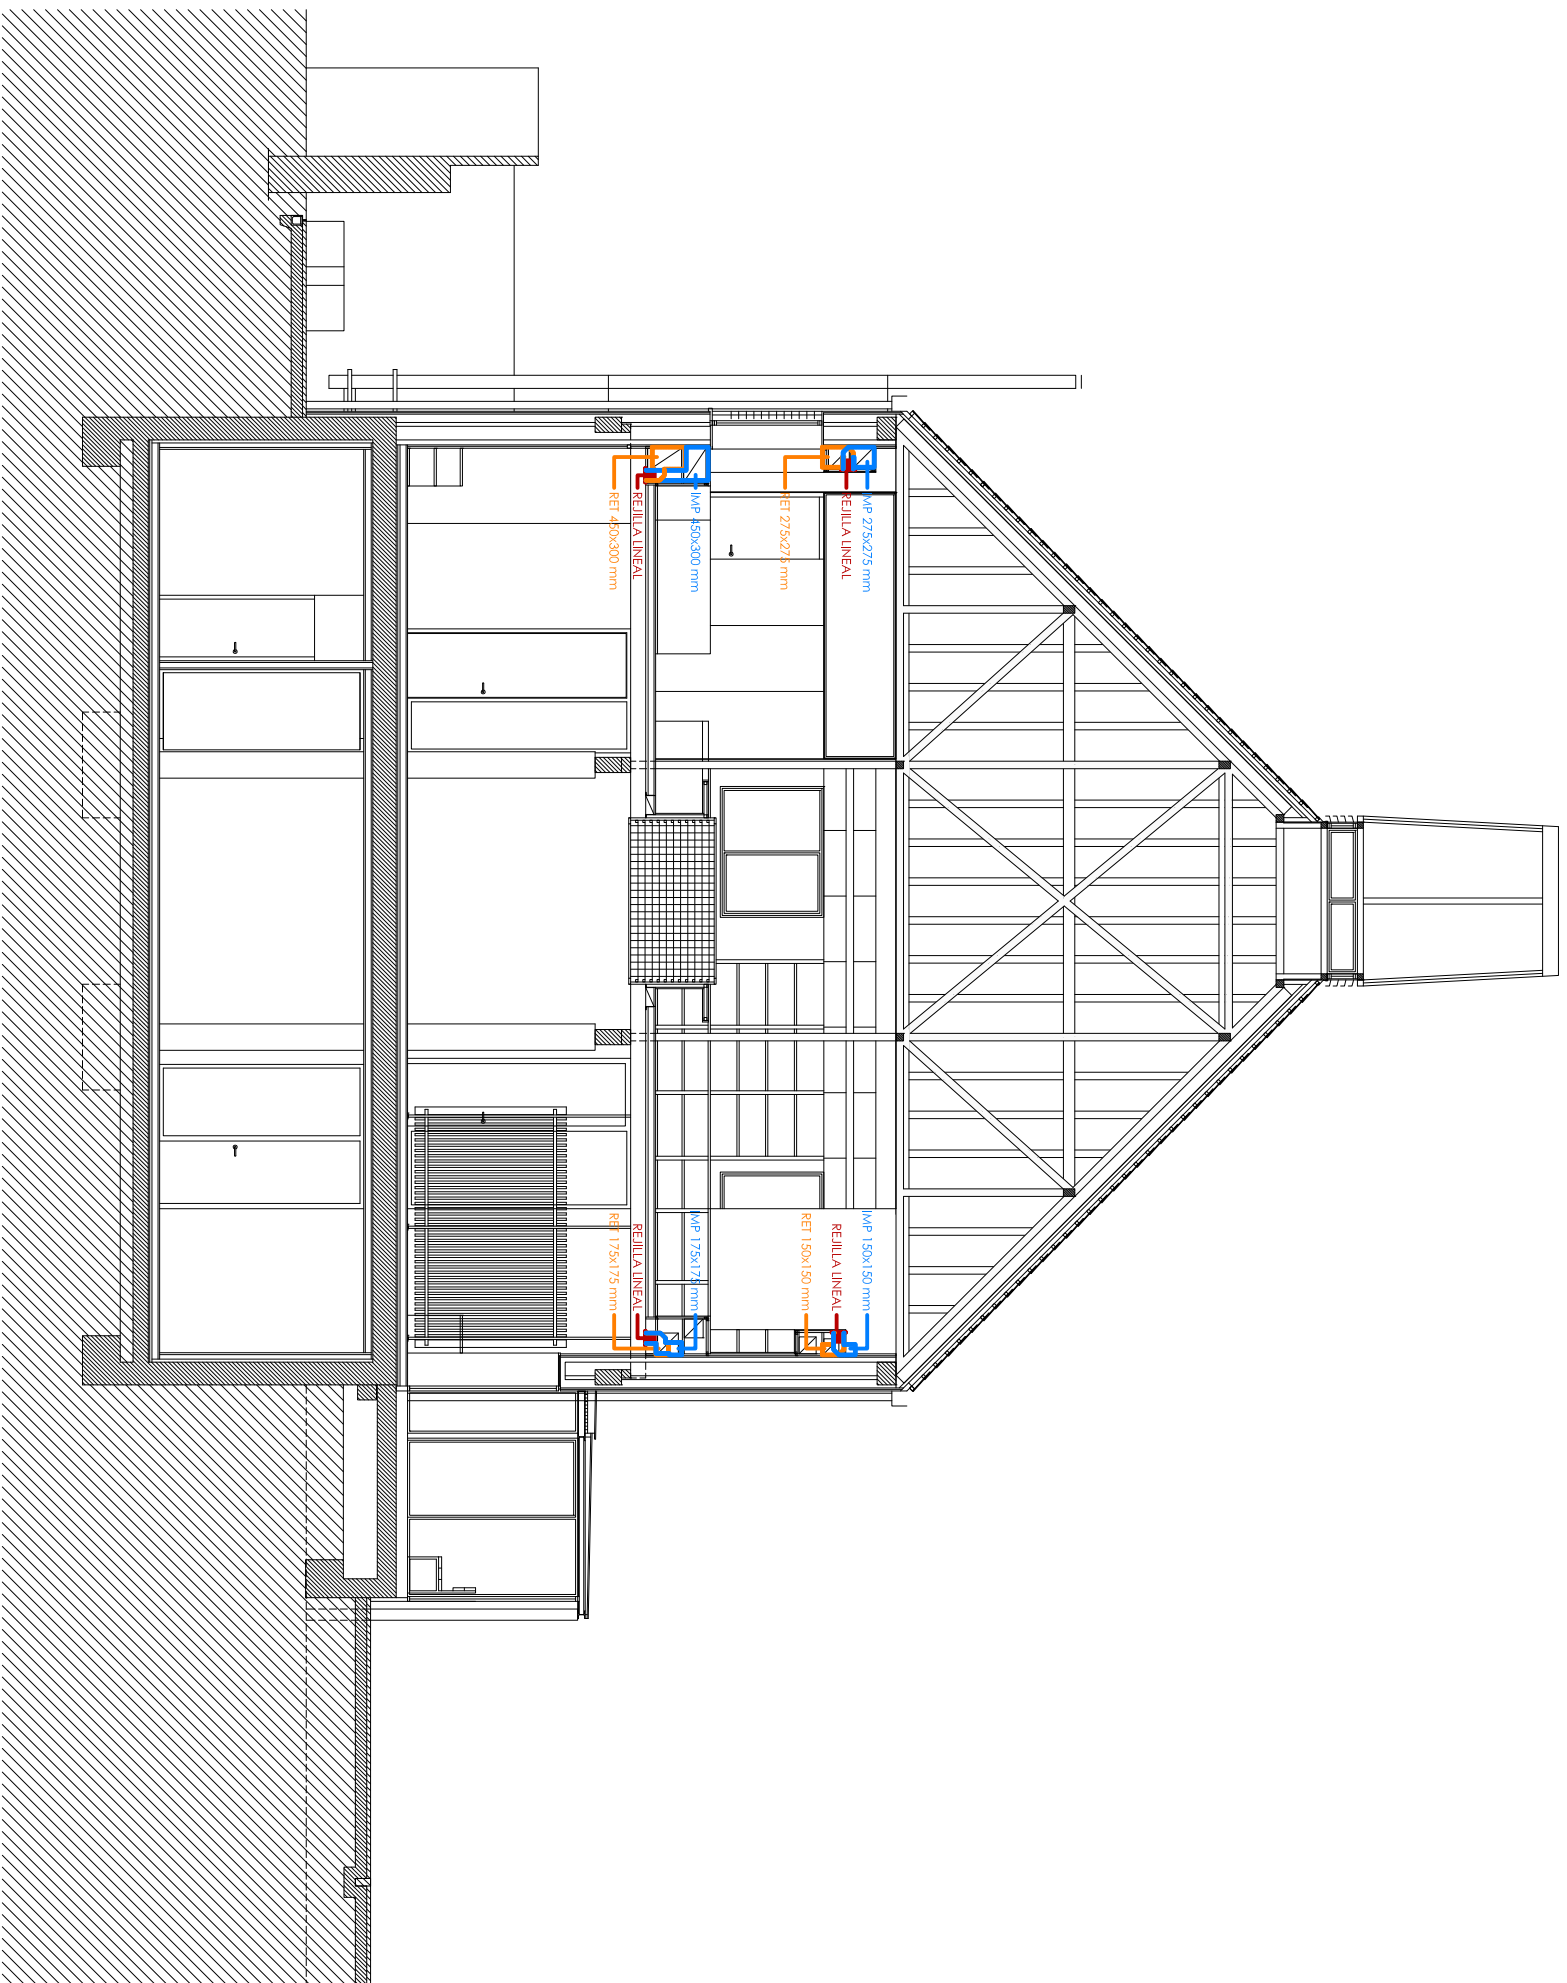 IMP 275x275 mm
REJILLA LINEAL
RET 275x275 mm
IMP 150x150 mm
REJILLA LINEAL
RET 150x150 mm
IMP 450x300 mm
REJILLA LINEAL
RET 450x300 mm
IMP 175x175 mm
REJILLA LINEAL
RET 175x175 mm